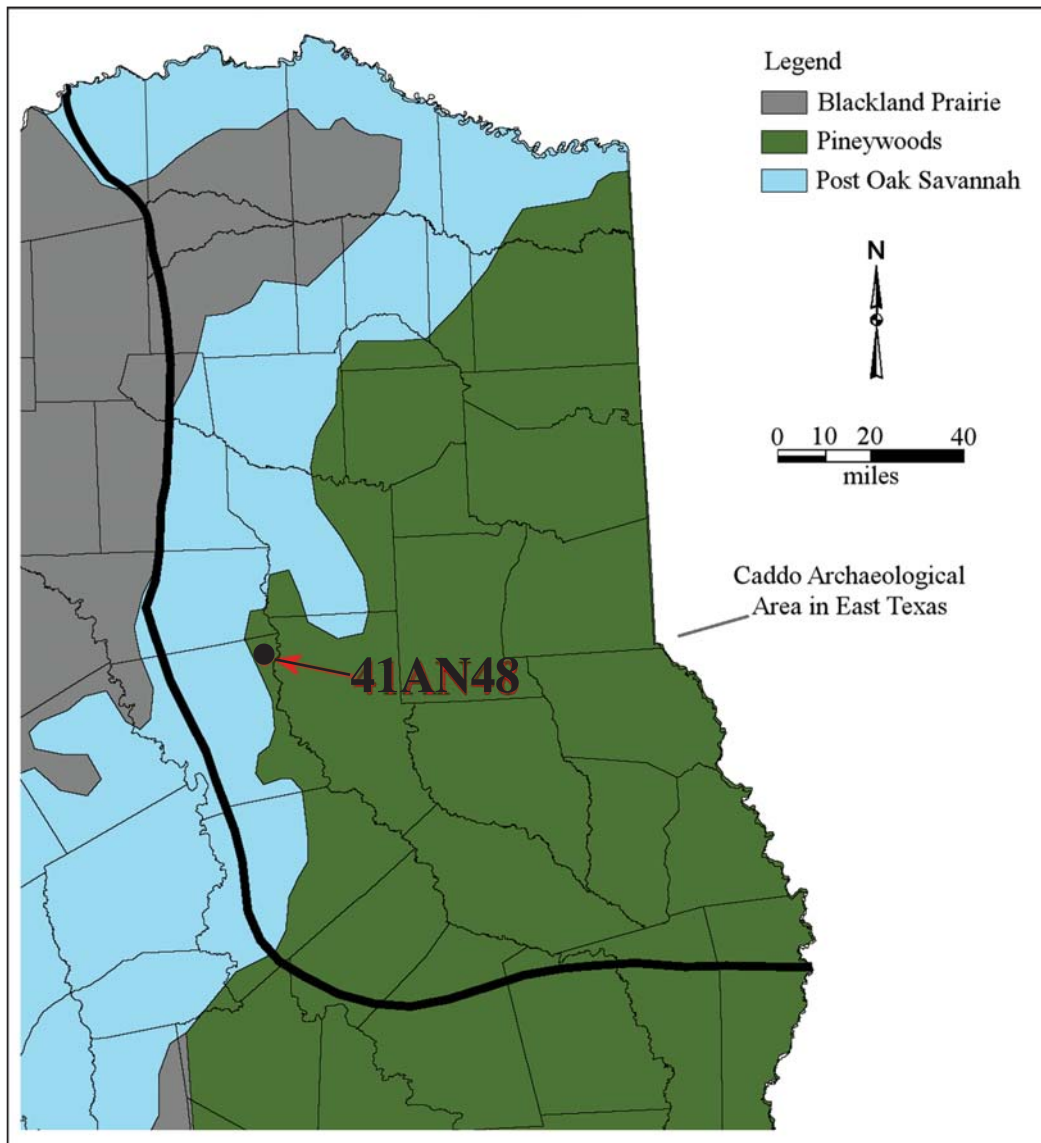 Legend
Blackland Prairie
Pineywoods
Post Oak Savannah
N
0 10 20 40
miles
Caddo Archaeological
Area in East Texas
41AN48